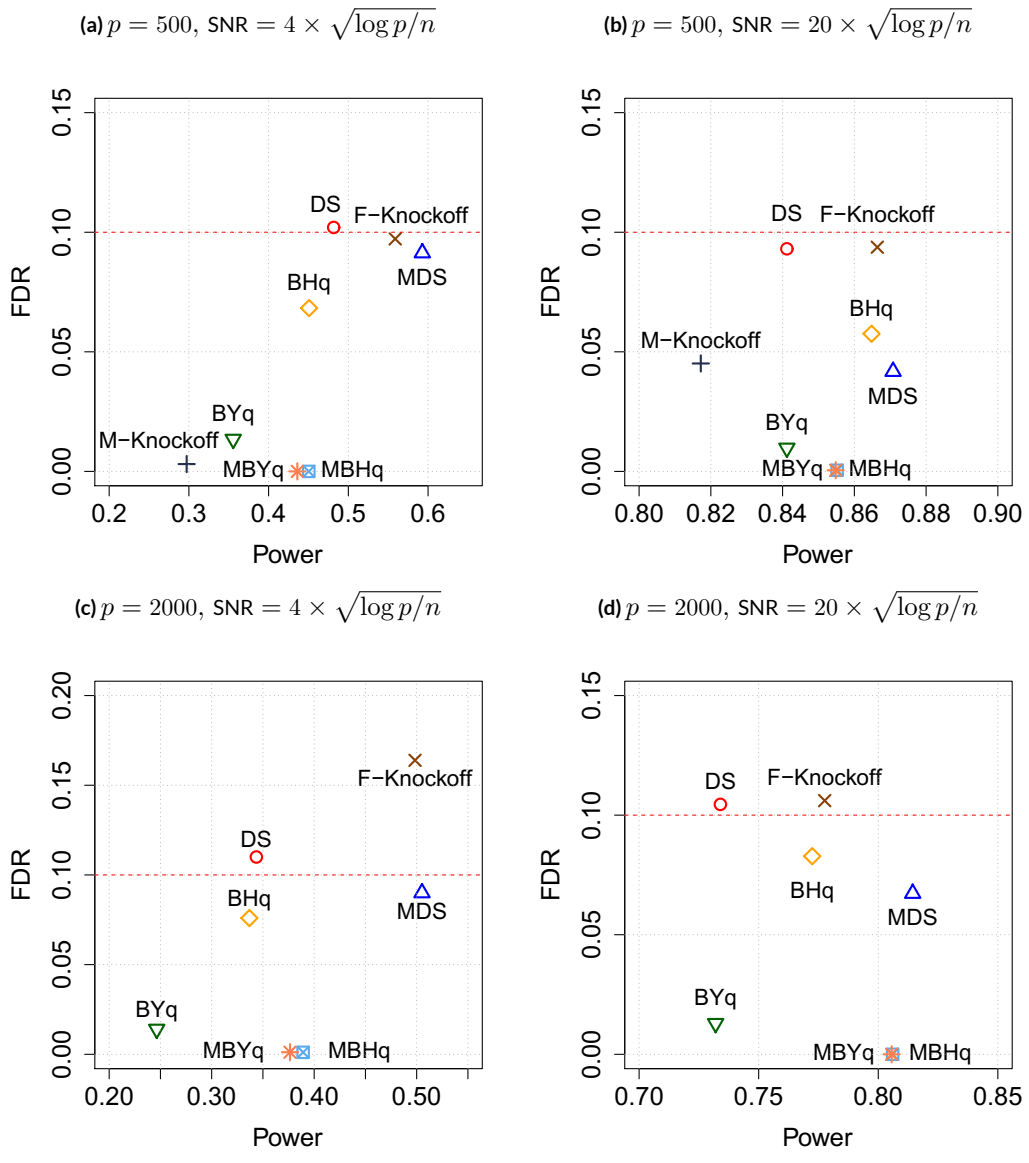 (a) p = 500, SNR = 4 × √log p/n
0.15
0.10
0.05
0.00
FDR
DS
F−Knockoff
MDS
BHq
BYq
M−Knockoff
MBYq
MBHq
0.2 0.3 0.4 0.5 0.6
Power
(b) p = 500, SNR = 20 × √log p/n
0.15
0.10
0.05
0.00
FDR
DS
F−Knockoff
BHq
M−Knockoff
MDS
BYq
MBYq
MBHq
0.80 0.82 0.84 0.86 0.88 0.90
Power
(c) p = 2000, SNR = 4 × √log p/n
0.20
0.15
0.10
0.05
0.00
FDR
F−Knockoff
DS
BHq
MDS
BYq
MBYq
MBHq
0.20 0.30 0.40 0.50
Power
(d) p = 2000, SNR = 20 × √log p/n
0.15
0.10
0.05
0.00
FDR
DS
F−Knockoff
BHq
MDS
BYq
MBYq
MBHq
0.70 0.75 0.80 0.85
Power